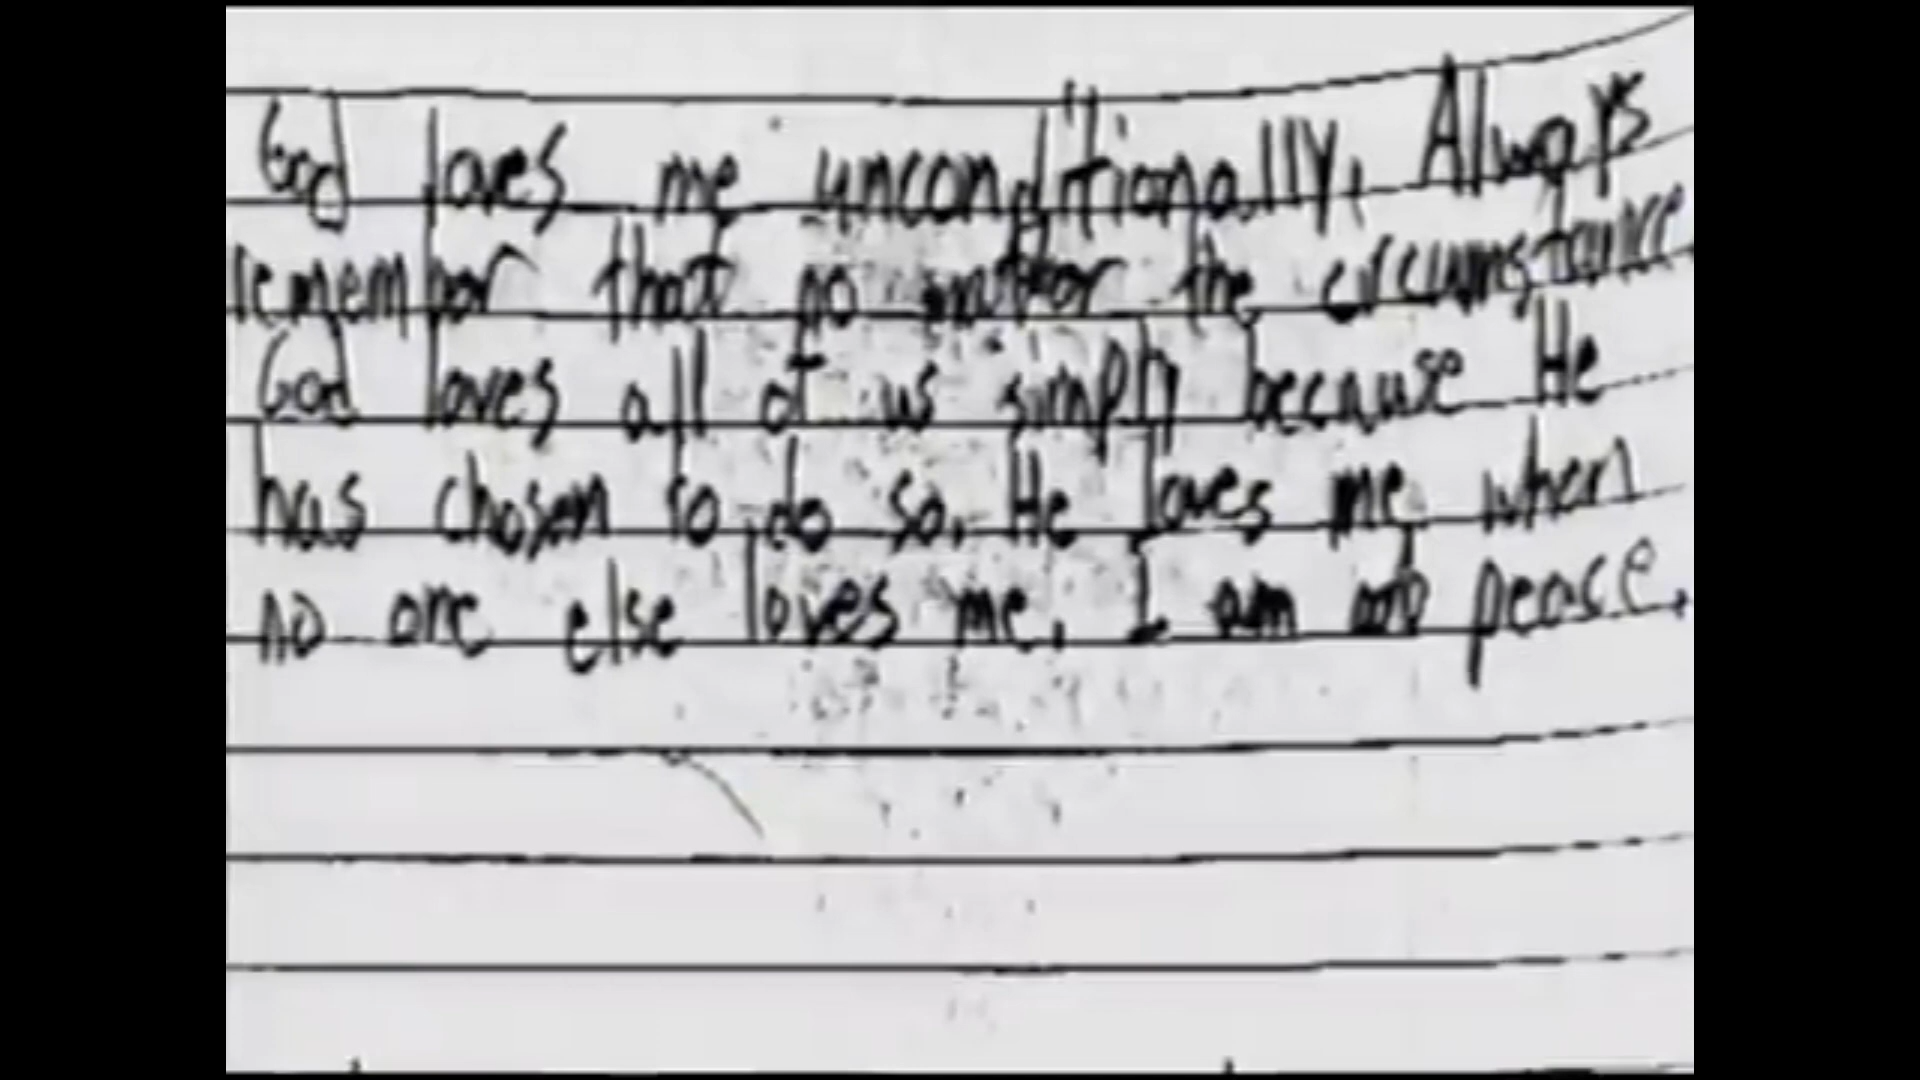 God loves me unconditionally. Always
remember that no matter the circumstance
God loves all of us simply because He
has chosen to do so. He loves me when
no one else loves me. I am at peace.